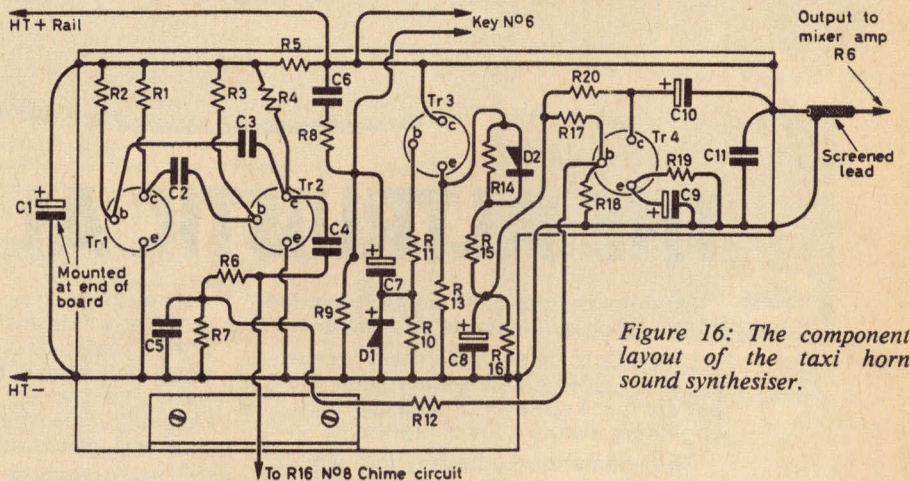 HT+ Rail
Key Nº6
Output to
mixer amp
R6
R5
R2
R1
R3
R4
C6
R8
C3
C2
Tr 3
R20
R17
C10
Tr 4
C11
Screened
lead
D2
R14
R19
R18
C9
C1
+
b
c
e
Tr1
b
c
e
Tr2
C4
b
c
e
b
c
e
Mounted
at end of
board
R6
R 11
R 15
R 13
C7
+
R9
C5
R7
D1
+
R 10
C8
+
R 16
+
+
R12
HT-
To R16 Nº8 Chime circuit
Figure 16: The component
layout of the taxi horn
sound synthesiser.